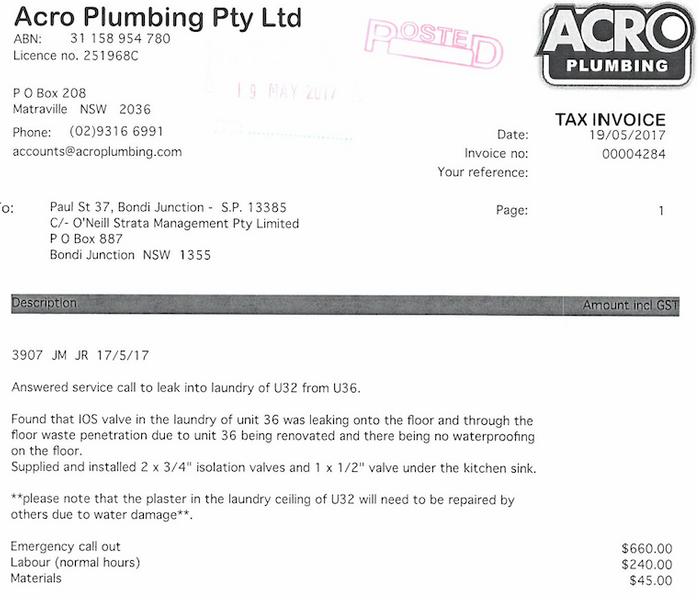 Acro Plumbing Pty Ltd
ABN: 31 158 954 780
Licence no. 251968C
P O Box 208
Matraville NSW 2036
Phone: (02)9316 6991
accounts@acroplumbing.com
POSTED
19 MAY 2017
ACRO
PLUMBING
TAX INVOICE
Date: 19/05/2017
Invoice no: 00004284
Your reference:
o: Paul St 37, Bondi Junction - S.P. 13385
C/- O'Neill Strata Management Pty Limited
P O Box 887
Bondi Junction NSW 1355
Page: 1
Description Amount incl GST
3907 JM JR 17/5/17
Answered service call to leak into laundry of U32 from U36.
Found that IOS valve in the laundry of unit 36 was leaking onto the floor and through the
floor waste penetration due to unit 36 being renovated and there being no waterproofing
on the floor.
Supplied and installed 2 x 3/4" isolation valves and 1 x 1/2" valve under the kitchen sink.
**please note that the plaster in the laundry ceiling of U32 will need to be repaired by
others due to water damage**.
Emergency call out $660.00
Labour (normal hours) $240.00
Materials $45.00